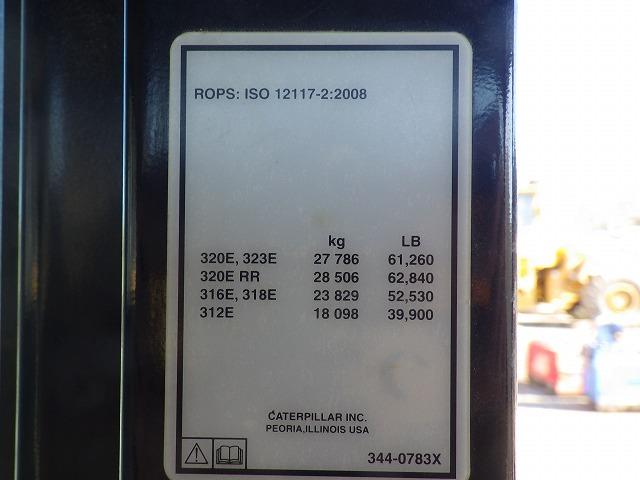 ROPS: ISO 12117-2:2008
kg LB
320E, 323E 27 786 61,260
320E RR 28 506 62,840
316E, 318E 23 829 52,530
312E 18 098 39,900
CATERPILLAR INC.
PEORIA,ILLINOIS USA
344-0783X